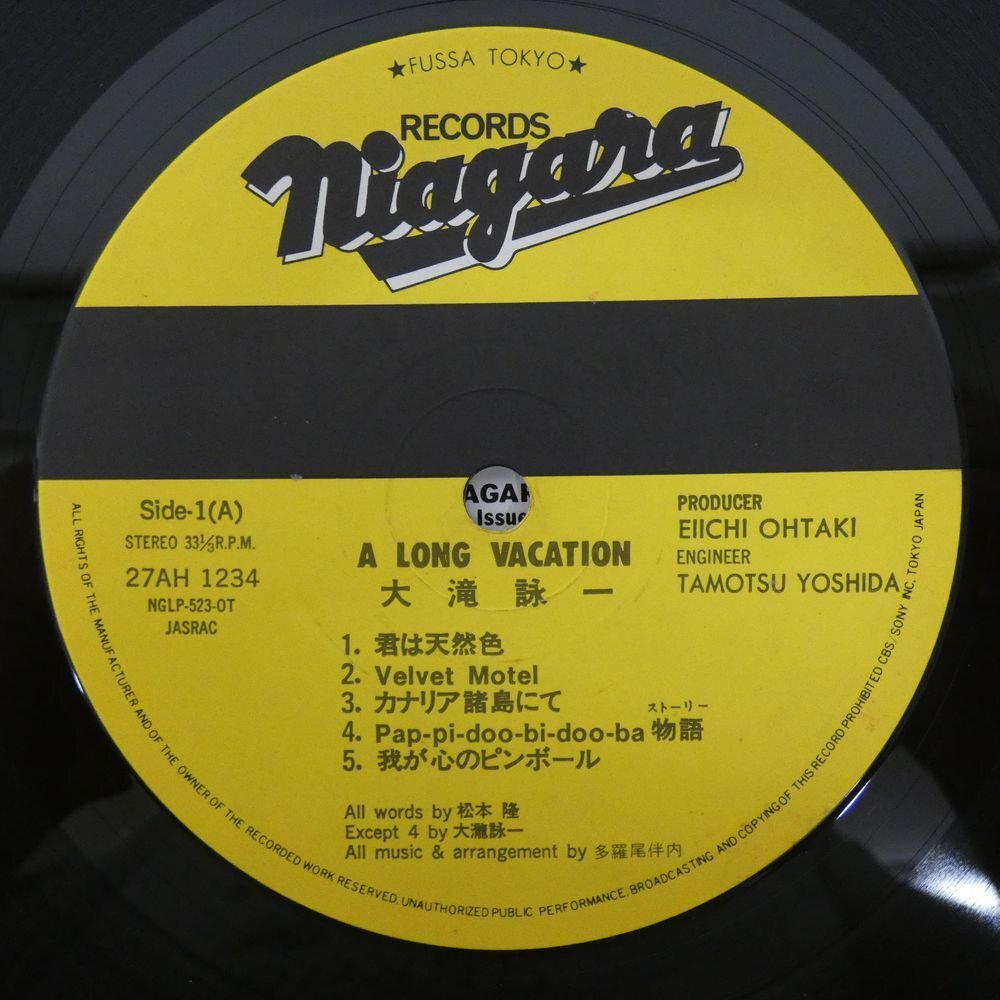 ★FUSSA TOKYO★
RECORDS
Niagara
AGAR
Issue
Side-1(A)
STEREO 33⅓R.P.M.
27AH 1234
NGLP-523-OT
JASRAC
PRODUCER
EIICHI OHTAKI
ENGINEER
TAMOTSU YOSHIDA
A LONG VACATION
大滝詠一
1. 君は天然色
2. Velvet Motel
3. カナリア諸島にて
ストーリー
4. Pap-pi-doo-bi-doo-ba 物語
5. 我が心のピンボール
All words by 松本 隆
Except 4 by 大瀧詠一
All music & arrangement by 多羅尾伴内
ALL RIGHTS OF THE MANUFACTURER AND OF THE OWNER OF THE RECORDED WORK RESERVED. UNAUTHORIZED PUBLIC PERFORMANCE. BROADCASTING AND COPYING OF THIS RECORD PROHIBITED CBS/SONY INC. TOKYO JAPAN